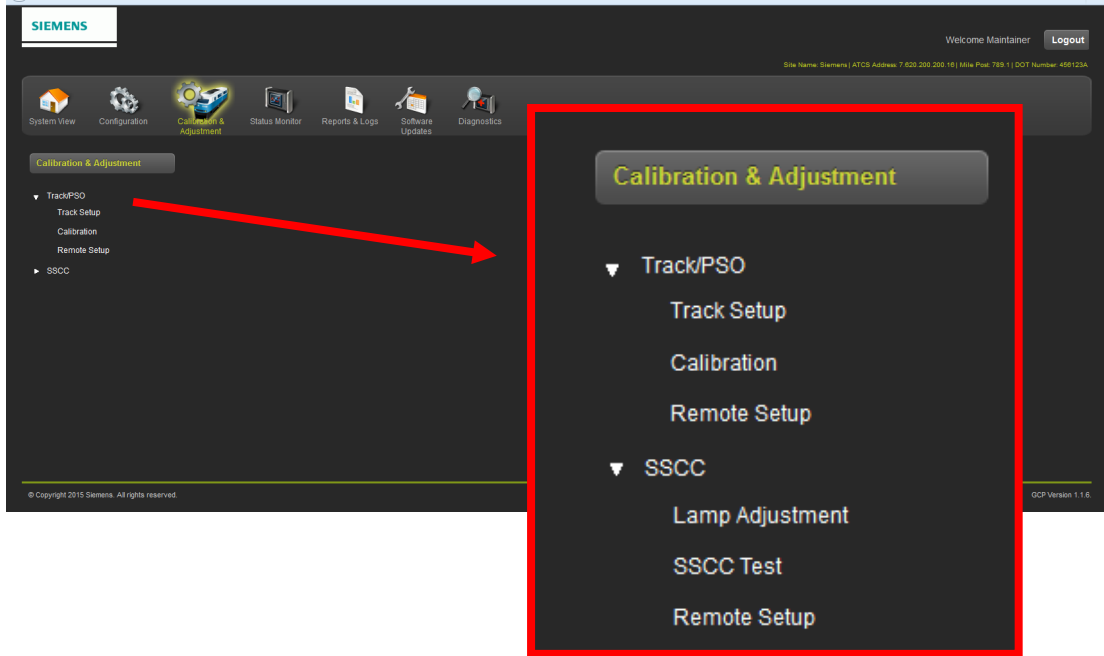 SIEMENS
Welcome Maintainer
Logout
Site Name: Siemens | ATCS Address: 7.620.200.200.16 | Mile Post: 789.1 | DOT Number: 456123A
System View
Configuration
Calibration &
Adjustment
Status Monitor
Reports & Logs
Software
Updates
Diagnostics
Calibration & Adjustment
Track/PSO
Track Setup
Calibration
Remote Setup
SSCC
Calibration & Adjustment
Track/PSO
Track Setup
Calibration
Remote Setup
SSCC
Lamp Adjustment
SSCC Test
Remote Setup
© Copyright 2015 Siemens. All rights reserved.
GCP Version 1.1.6.